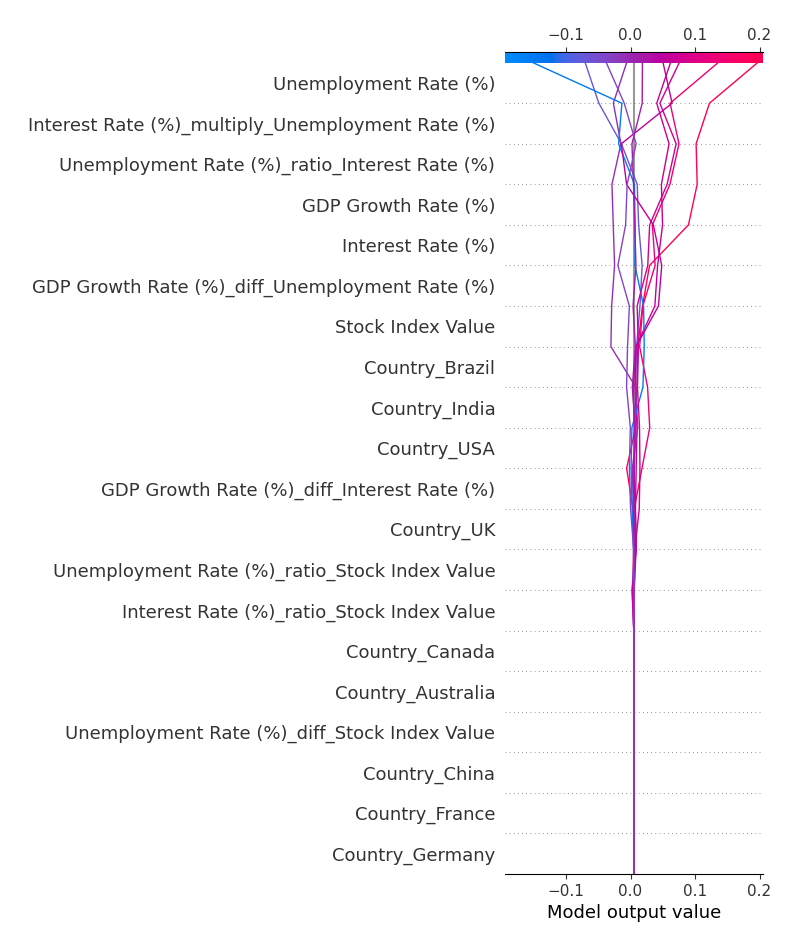 −0.1 0.0 0.1 0.2
Unemployment Rate (%)
Interest Rate (%)_multiply_Unemployment Rate (%)
Unemployment Rate (%)_ratio_Interest Rate (%)
GDP Growth Rate (%)
Interest Rate (%)
GDP Growth Rate (%)_diff_Unemployment Rate (%)
Stock Index Value
Country_Brazil
Country_India
Country_USA
GDP Growth Rate (%)_diff_Interest Rate (%)
Country_UK
Unemployment Rate (%)_ratio_Stock Index Value
Interest Rate (%)_ratio_Stock Index Value
Country_Canada
Country_Australia
Unemployment Rate (%)_diff_Stock Index Value
Country_China
Country_France
Country_Germany
−0.1 0.0 0.1 0.2
Model output value